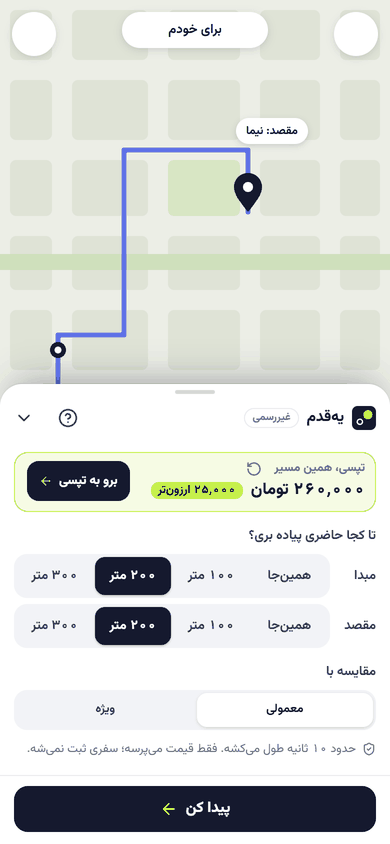 برای خودم
مقصد: نیما
یه‌قدم غیررسمی
تپسی، همین مسیر
۲۶۰,۰۰۰ تومان ۲۵,۰۰۰ ارزون‌تر
برو به تپسی ←
تا کجا حاضری پیاده بری؟
مبدا همین‌جا ۱۰۰ متر ۲۰۰ متر ۳۰۰ متر
مقصد همین‌جا ۱۰۰ متر ۲۰۰ متر ۳۰۰ متر
مقایسه با
معمولی ویژه
حدود ۱۰ ثانیه طول می‌کشه. فقط قیمت می‌پرسه؛ سفری ثبت نمی‌شه.
پیدا کن ←